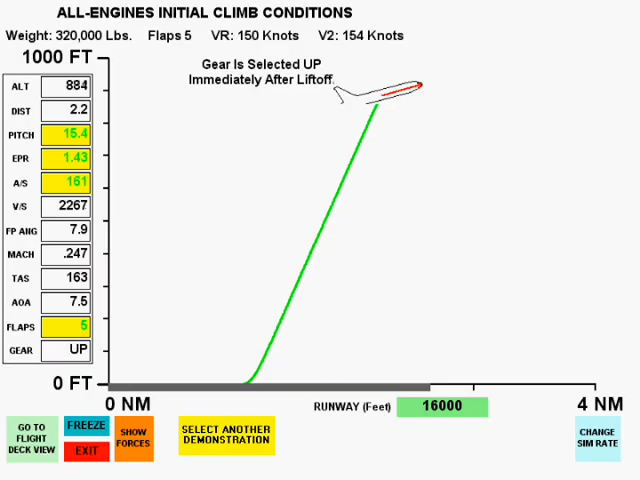 ALL-ENGINES INITIAL CLIMB CONDITIONS
Weight: 320,000 Lbs. Flaps 5 VR: 150 Knots V2: 154 Knots
1000 FT
Gear Is Selected UP
Immediately After Liftoff.
ALT 884
DIST 2.2
PITCH 15.4
EPR 1.43
A/S 161
V/S 2267
FP ANG 7.9
MACH .247
TAS 163
AOA 7.5
FLAPS 5
GEAR UP
0 FT
0 NM
RUNWAY (Feet) 16000
4 NM
GO TO
FLIGHT
DECK VIEW
FREEZE
EXIT
SHOW
FORCES
SELECT ANOTHER
DEMONSTRATION
CHANGE
SIM RATE